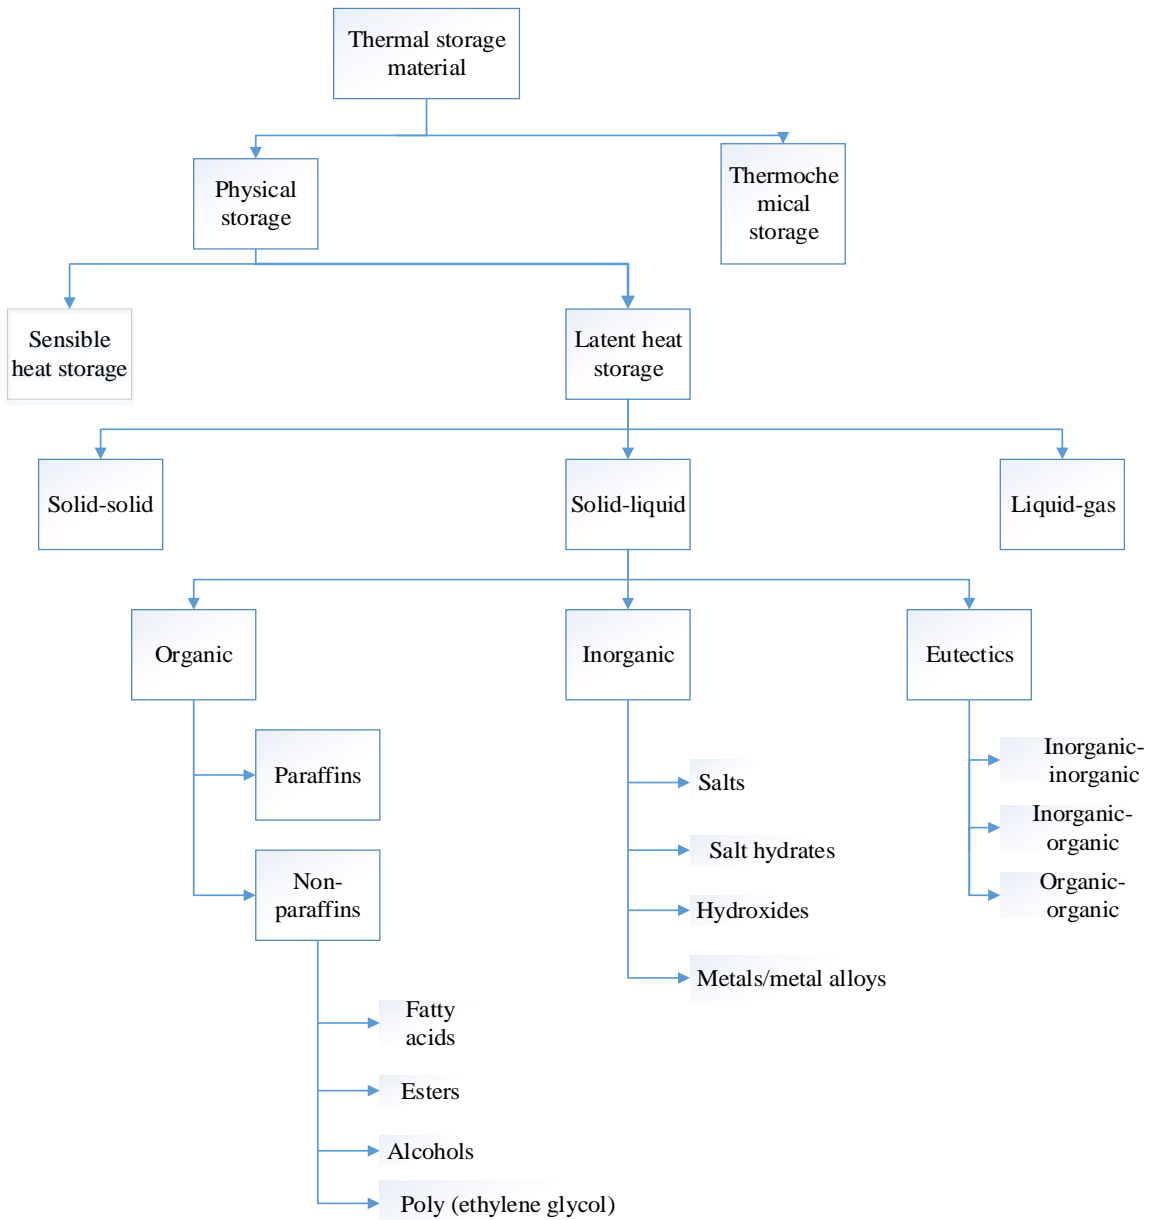 Thermal storage
material
Physical
storage
Thermoche
mical
storage
Sensible
heat storage
Latent heat
storage
Solid-solid
Solid-liquid
Liquid-gas
Organic
Inorganic
Eutectics
Paraffins
Non-
paraffins
Fatty
acids
Esters
Alcohols
Poly (ethylene glycol)
Salts
Salt hydrates
Hydroxides
Metals/metal alloys
Inorganic-
inorganic
Inorganic-
organic
Organic-
organic